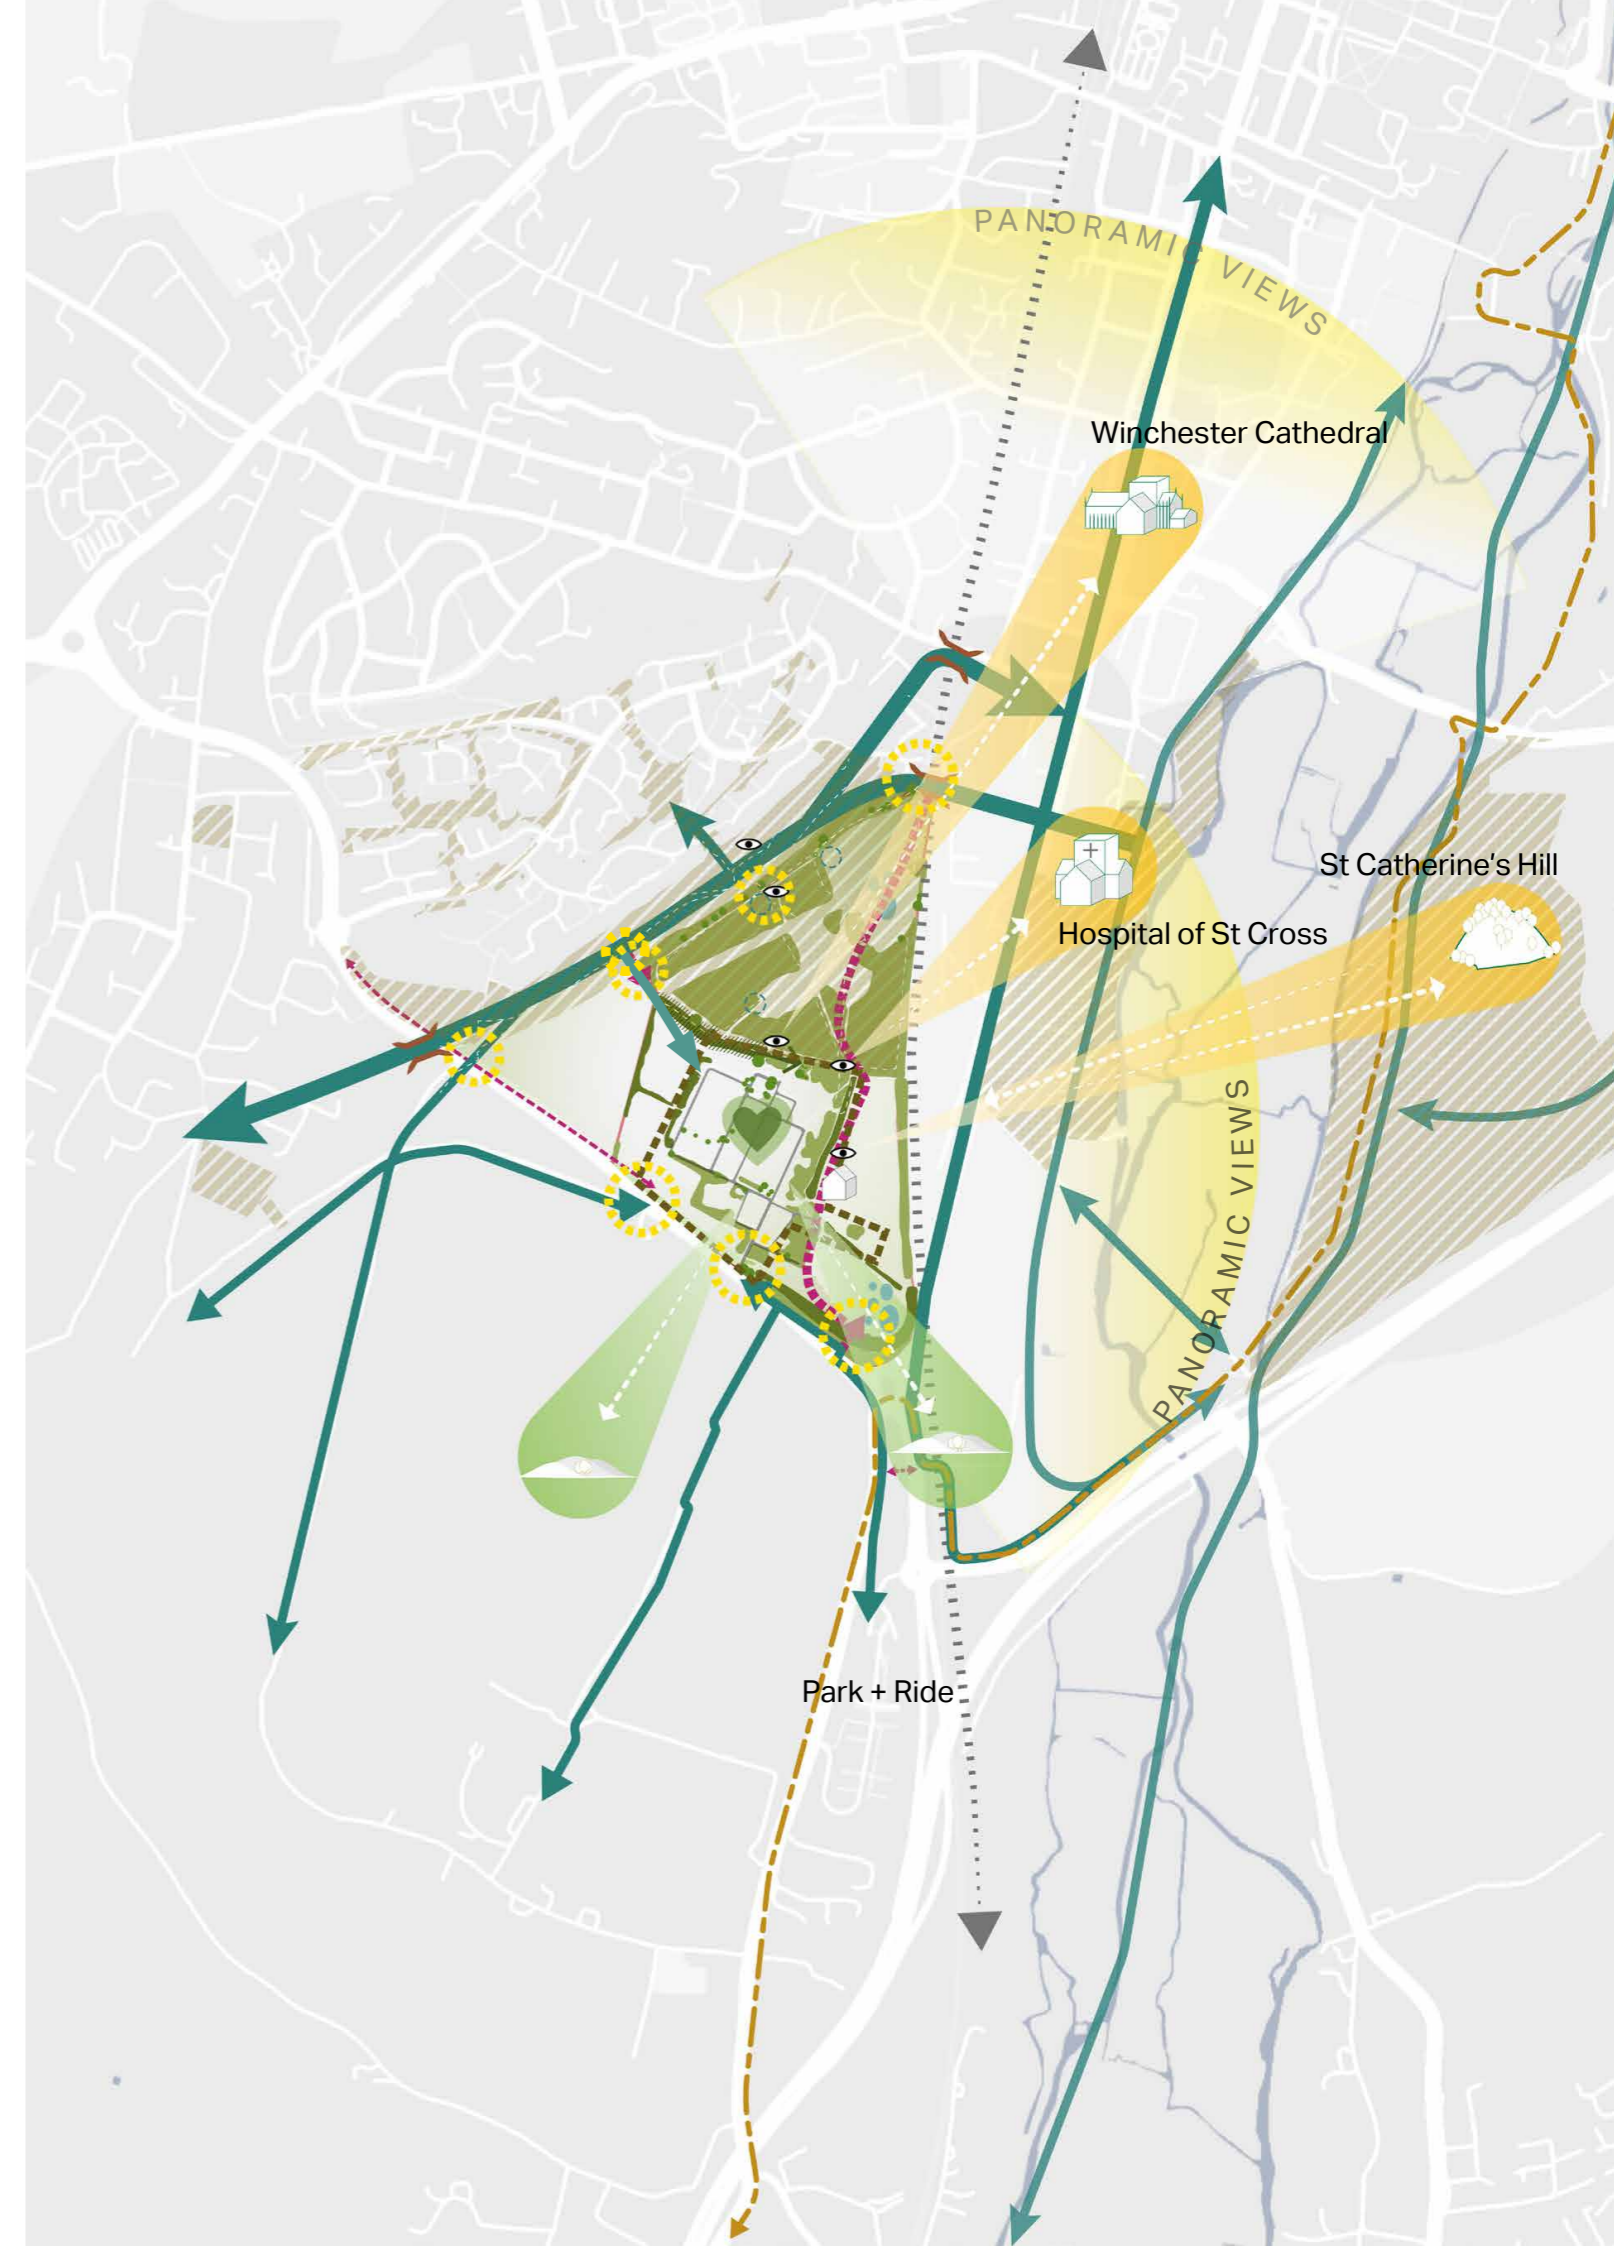 PANORAMIC VIEWS
Winchester Cathedral
St Catherine's Hill
Hospital of St Cross
PANORAMIC VIEWS
Park + Ride